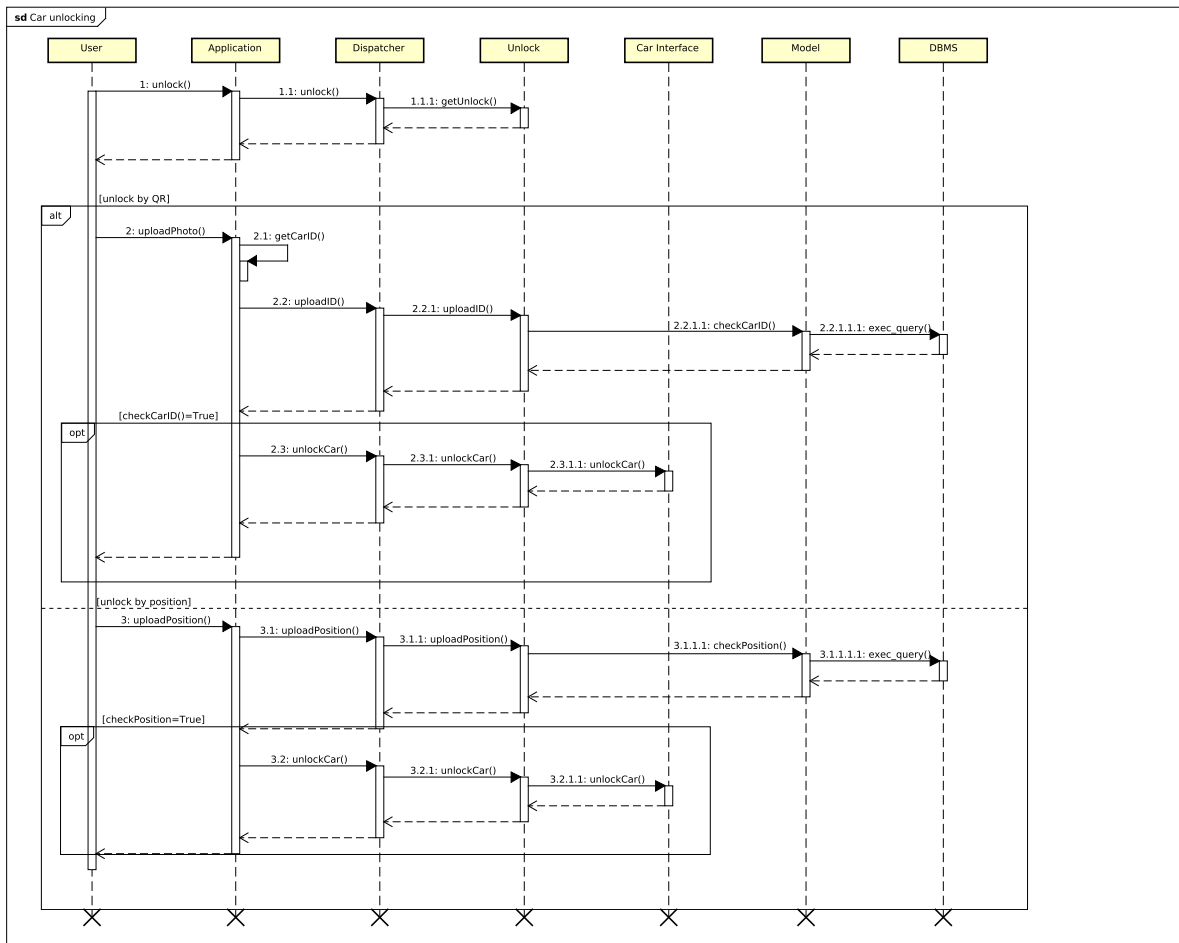 sd Car unlocking
User
Application
Dispatcher
Unlock
Car Interface
Model
DBMS
1: unlock()
1.1: unlock()
1.1.1: getUnlock()
[unlock by QR]
alt
2: uploadPhoto()
2.1: getCarID()
2.2: uploadID()
2.2.1: uploadID()
2.2.1.1: checkCarID()
2.2.1.1.1: exec_query()
[checkCarID()=True]
opt
2.3: unlockCar()
2.3.1: unlockCar()
2.3.1.1: unlockCar()
[unlock by position]
3: uploadPosition()
3.1: uploadPosition()
3.1.1: uploadPosition()
3.1.1.1: checkPosition()
3.1.1.1.1: exec_query()
[checkPosition=True]
opt
3.2: unlockCar()
3.2.1: unlockCar()
3.2.1.1: unlockCar()